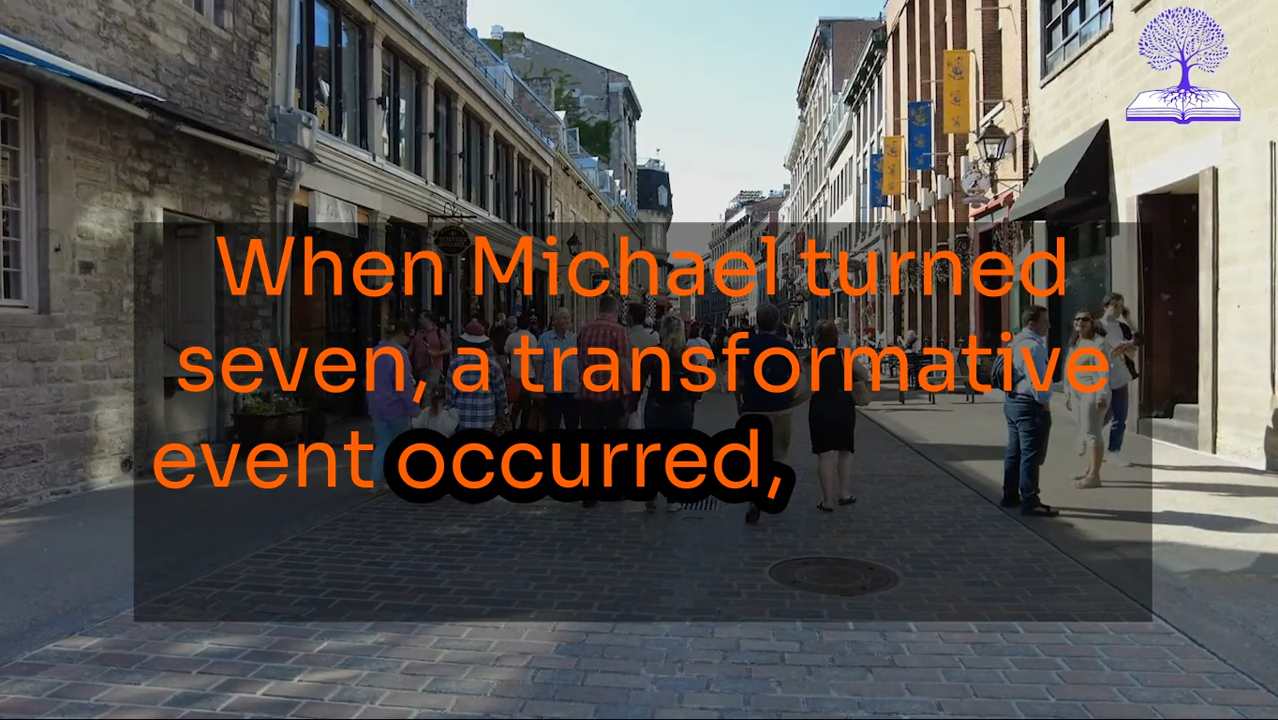 When Michael turned
seven, a transformative
event occurred,